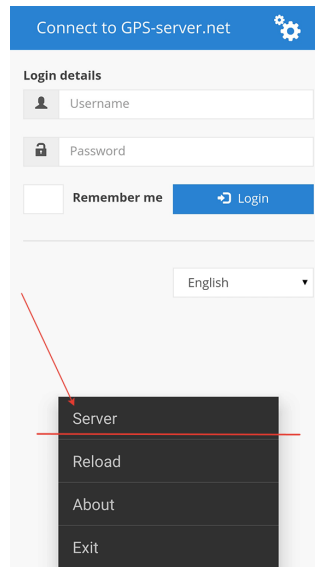 Connect to GPS-server.net
Login details
Username
Password
Remember me
Login
English
Server
Reload
About
Exit